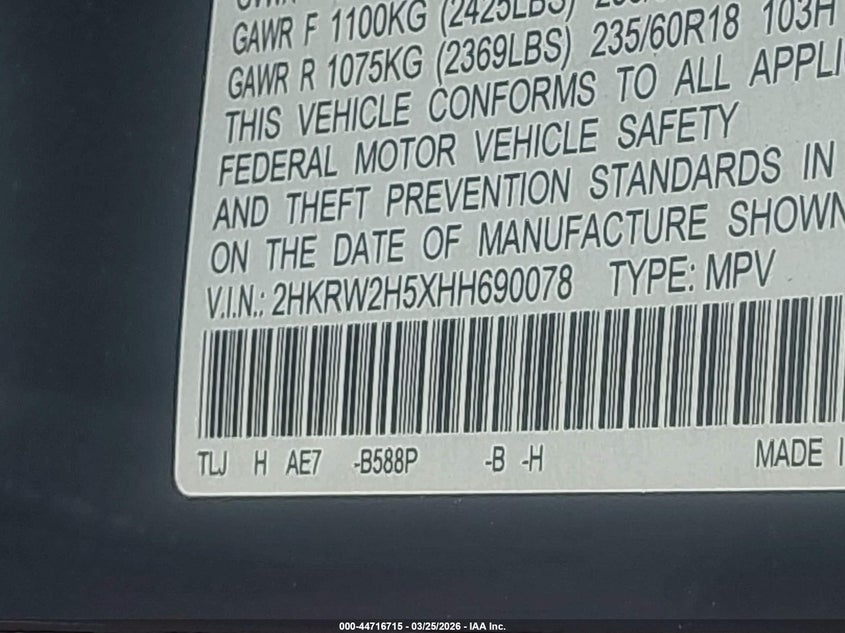 GAWR F 1100KG (2425LBS)
GAWR R 1075KG (2369LBS) 235/60R18 103H
THIS VEHICLE CONFORMS TO ALL APPLI
FEDERAL MOTOR VEHICLE SAFETY
AND THEFT PREVENTION STANDARDS IN
ON THE DATE OF MANUFACTURE SHOWN
V.I.N.: 2HKRW2H5XHH690078 TYPE: MPV
TLJ H AE7 -B588P -B -H MADE I
000-44716715 - 03/25/2026 - IAA Inc.